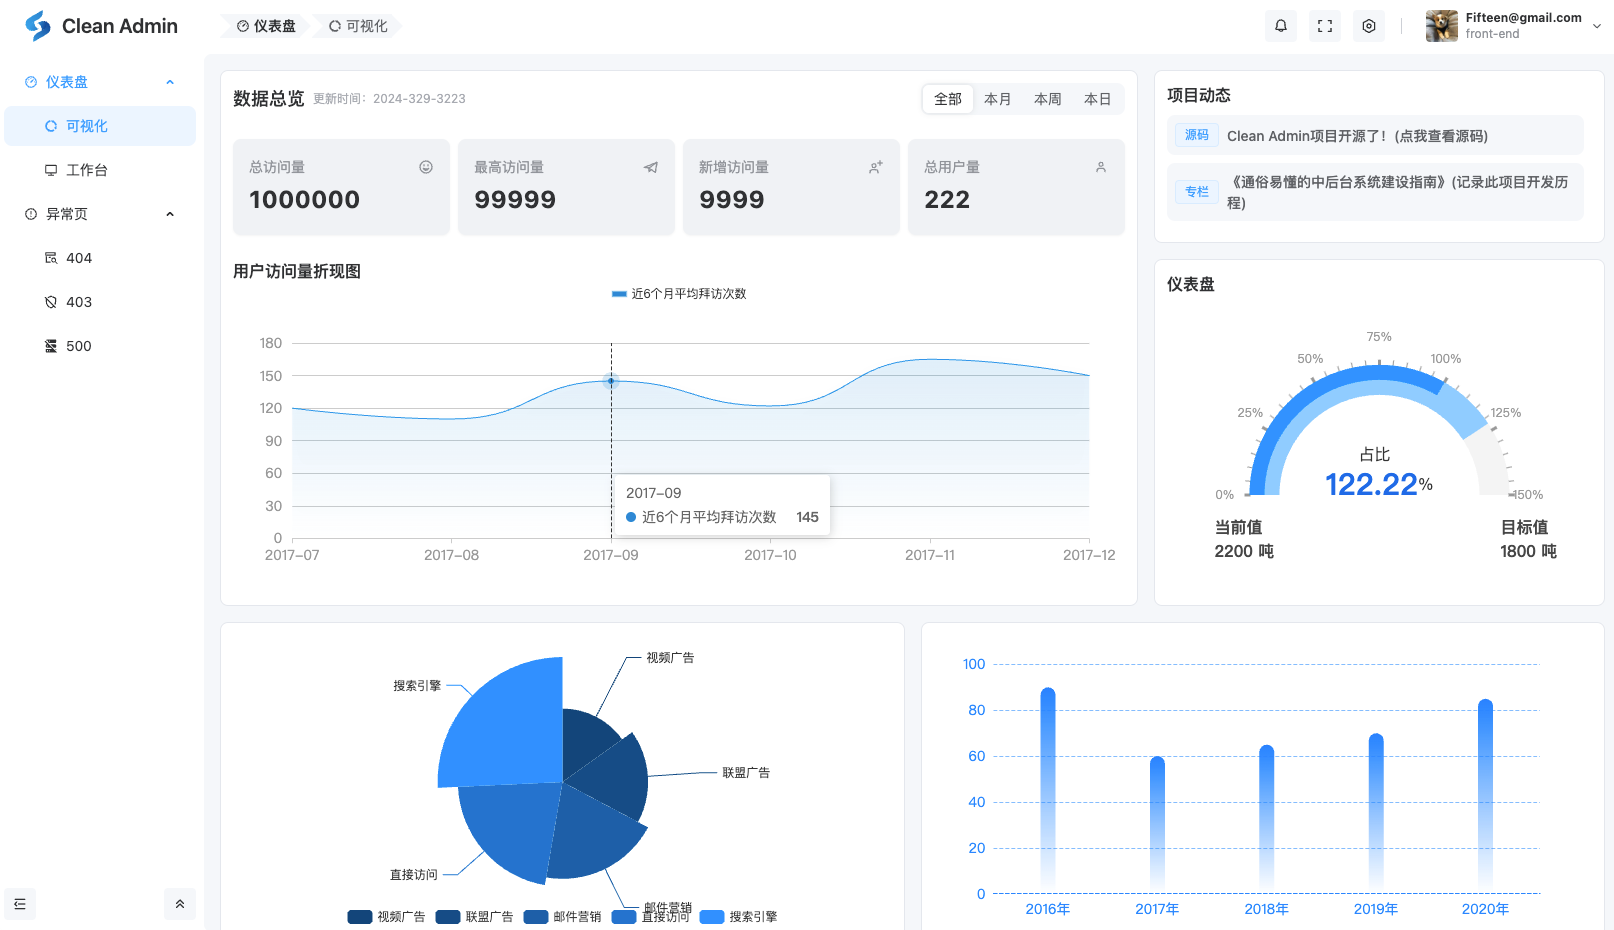 Clean Admin
仪表盘
可视化
Fifteen@gmail.com
front-end
仪表盘
可视化
工作台
异常页
404
403
500
数据总览 更新时间：2024-329-3223
全部 本月 本周 本日
总访问量
1000000
最高访问量
99999
新增访问量
9999
总用户量
222
用户访问量折现图
近6个月平均拜访次数
180
150
120
90
60
30
0
2017-07 2017-08 2017-09 2017-10 2017-11 2017-12
2017-09
近6个月平均拜访次数 145
项目动态
源码 Clean Admin项目开源了！(点我查看源码)
专栏 《通俗易懂的中后台系统建设指南》(记录此项目开发历
程)
仪表盘
0%
25%
50%
75%
100%
125%
150%
占比
122.22%
当前值
2200 吨
目标值
1800 吨
视频广告
搜索引擎
联盟广告
直接访问
邮件营销
视频广告 联盟广告 邮件营销 直接访问 搜索引擎
100
80
60
40
20
0
2016年 2017年 2018年 2019年 2020年